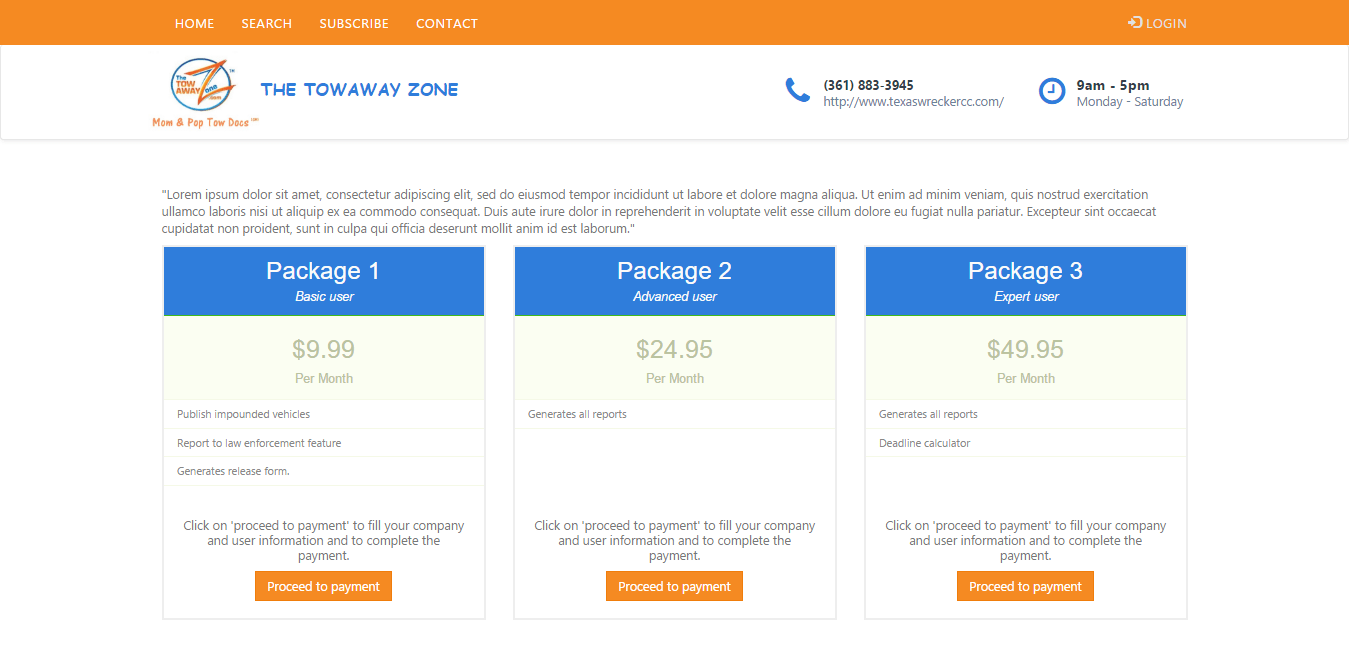 HOME SEARCH SUBSCRIBE CONTACT LOGIN
The TOW AWAY Zone .com ™
Mom & Pop Tow Docs
THE TOWAWAY ZONE
(361) 883-3945
http://www.texaswreckercc.com/
9am - 5pm
Monday - Saturday
"Lorem ipsum dolor sit amet, consectetur adipiscing elit, sed do eiusmod tempor incididunt ut labore et dolore magna aliqua. Ut enim ad minim veniam, quis nostrud exercitation
ullamco laboris nisi ut aliquip ex ea commodo consequat. Duis aute irure dolor in reprehenderit in voluptate velit esse cillum dolore eu fugiat nulla pariatur. Excepteur sint occaecat
cupidatat non proident, sunt in culpa qui officia deserunt mollit anim id est laborum."
Package 1
Basic user
$9.99
Per Month
Publish impounded vehicles
Report to law enforcement feature
Generates release form.
Click on 'proceed to payment' to fill your company
and user information and to complete the
payment.
Proceed to payment
Package 2
Advanced user
$24.95
Per Month
Generates all reports
Click on 'proceed to payment' to fill your company
and user information and to complete the
payment.
Proceed to payment
Package 3
Expert user
$49.95
Per Month
Generates all reports
Deadline calculator
Click on 'proceed to payment' to fill your company
and user information and to complete the
payment.
Proceed to payment